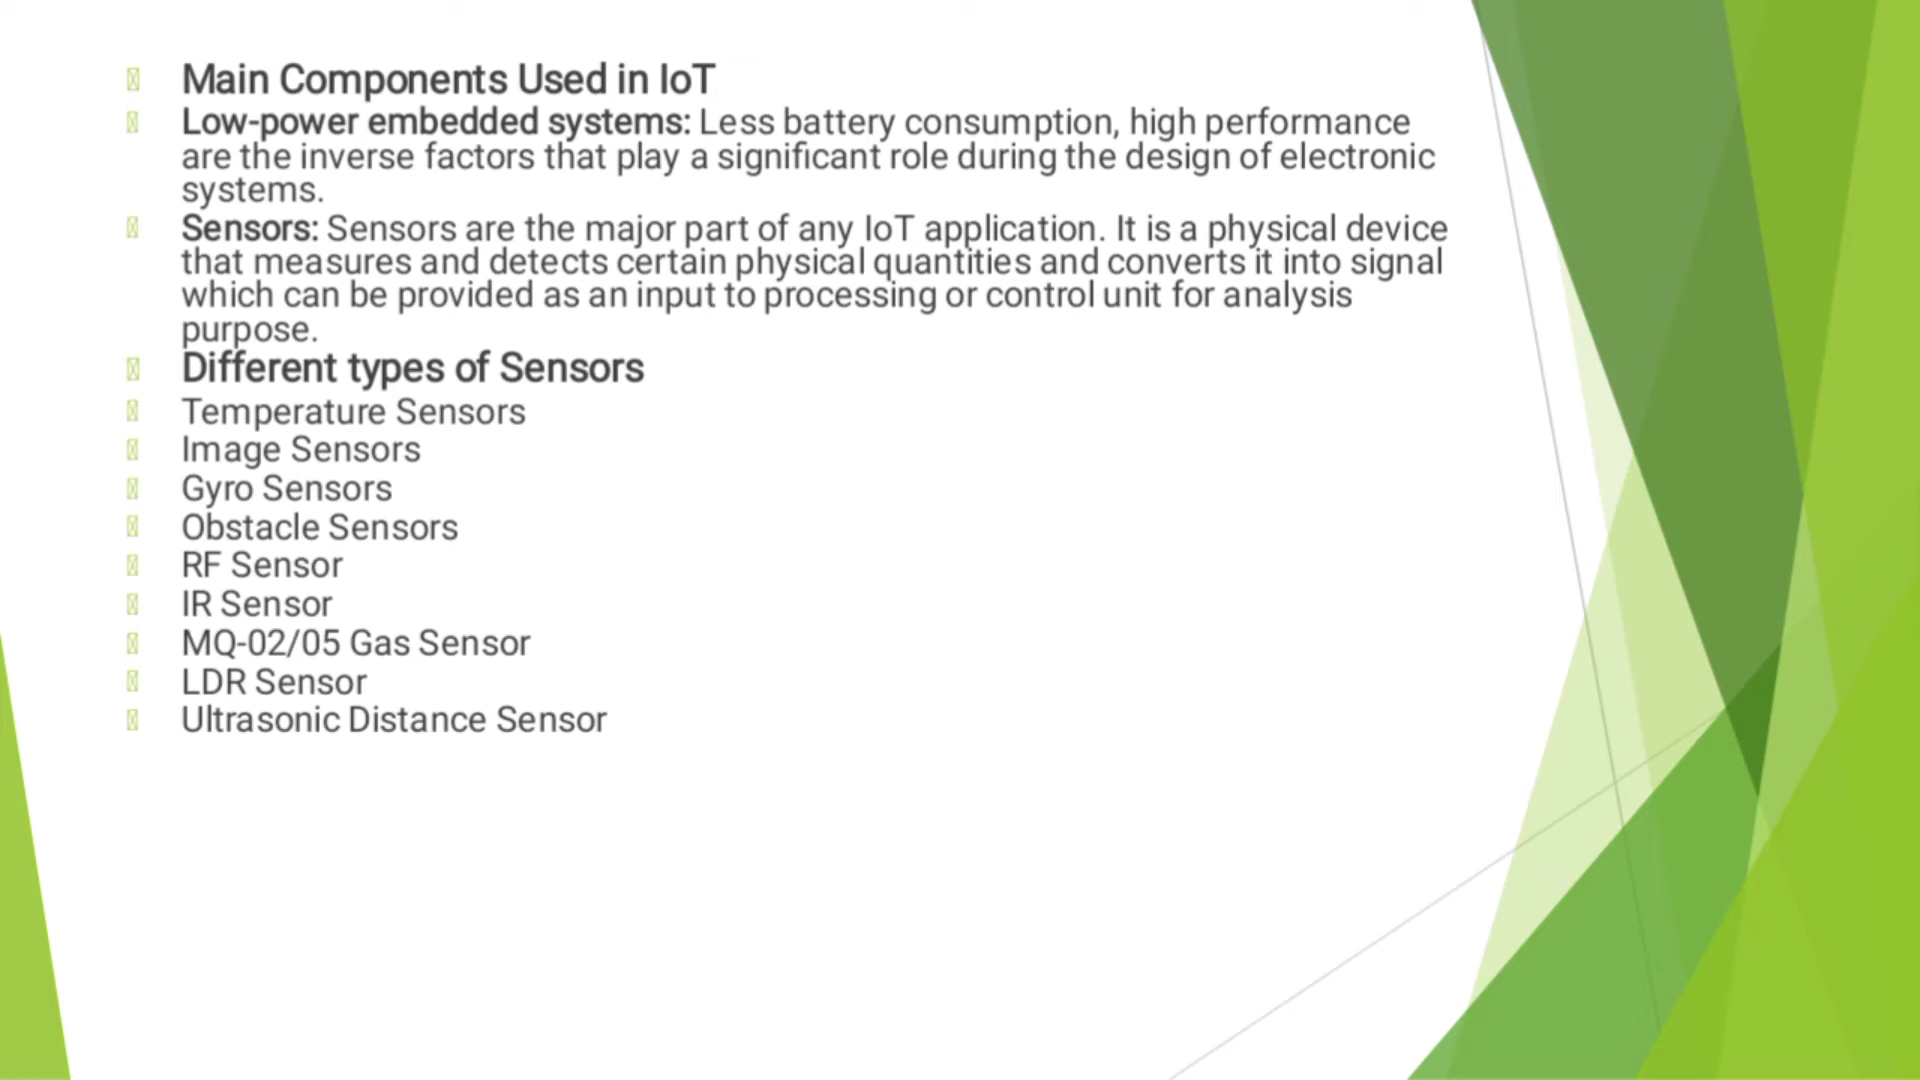 Main Components Used in IoT
Low-power embedded systems: Less battery consumption, high performance
are the inverse factors that play a significant role during the design of electronic
systems.
Sensors: Sensors are the major part of any IoT application. It is a physical device
that measures and detects certain physical quantities and converts it into signal
which can be provided as an input to processing or control unit for analysis
purpose.
Different types of Sensors
Temperature Sensors
Image Sensors
Gyro Sensors
Obstacle Sensors
RF Sensor
IR Sensor
MQ-02/05 Gas Sensor
LDR Sensor
Ultrasonic Distance Sensor